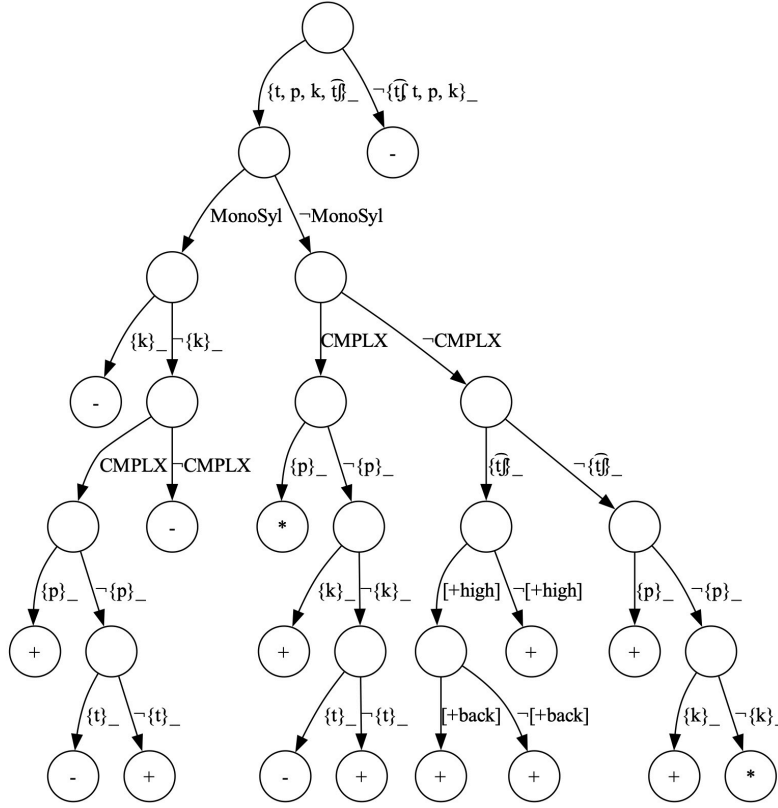 {t, p, k, t͡ʃ}_ ¬{t͡ʃ t, p, k}_
-
MonoSyl ¬MonoSyl
{k}_ ¬{k}_ CMPLX ¬CMPLX
-
CMPLX ¬CMPLX {p}_ ¬{p}_ {t͡ʃ}_ ¬{t͡ʃ}_
- *
{p}_ ¬{p}_ {k}_ ¬{k}_ [+high] ¬[+high] {p}_ ¬{p}_
+ + + +
{t}_ ¬{t}_ {t}_ ¬{t}_ [+back] ¬[+back] {k}_ ¬{k}_
- + - + + + + *